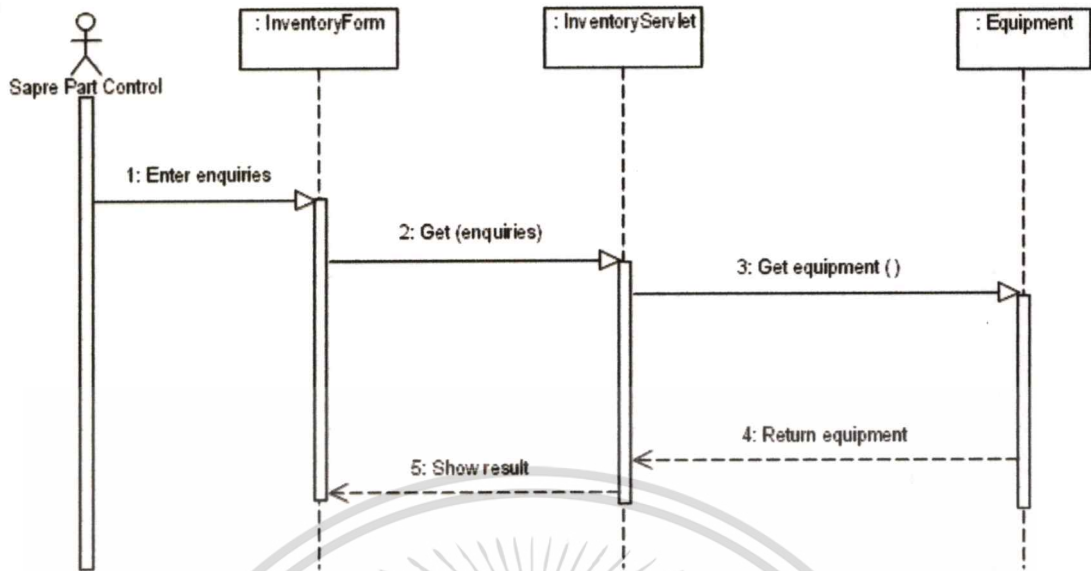 : InventoryForm
: InventoryServlet
: Equipment
Sapre Part Control
1: Enter enquiries
2: Get (enquiries)
3: Get equipment ( )
4: Return equipment
5: Show result